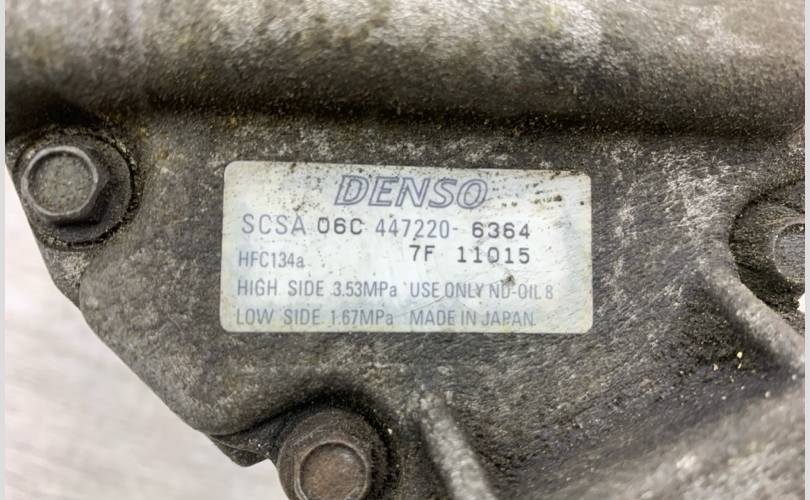 DENSO
SCSA 06C 447220- 6364
HFC134a 7F 11015
HIGH SIDE 3.53MPa USE ONLY ND-OIL 8
LOW SIDE 1.67MPa MADE IN JAPAN